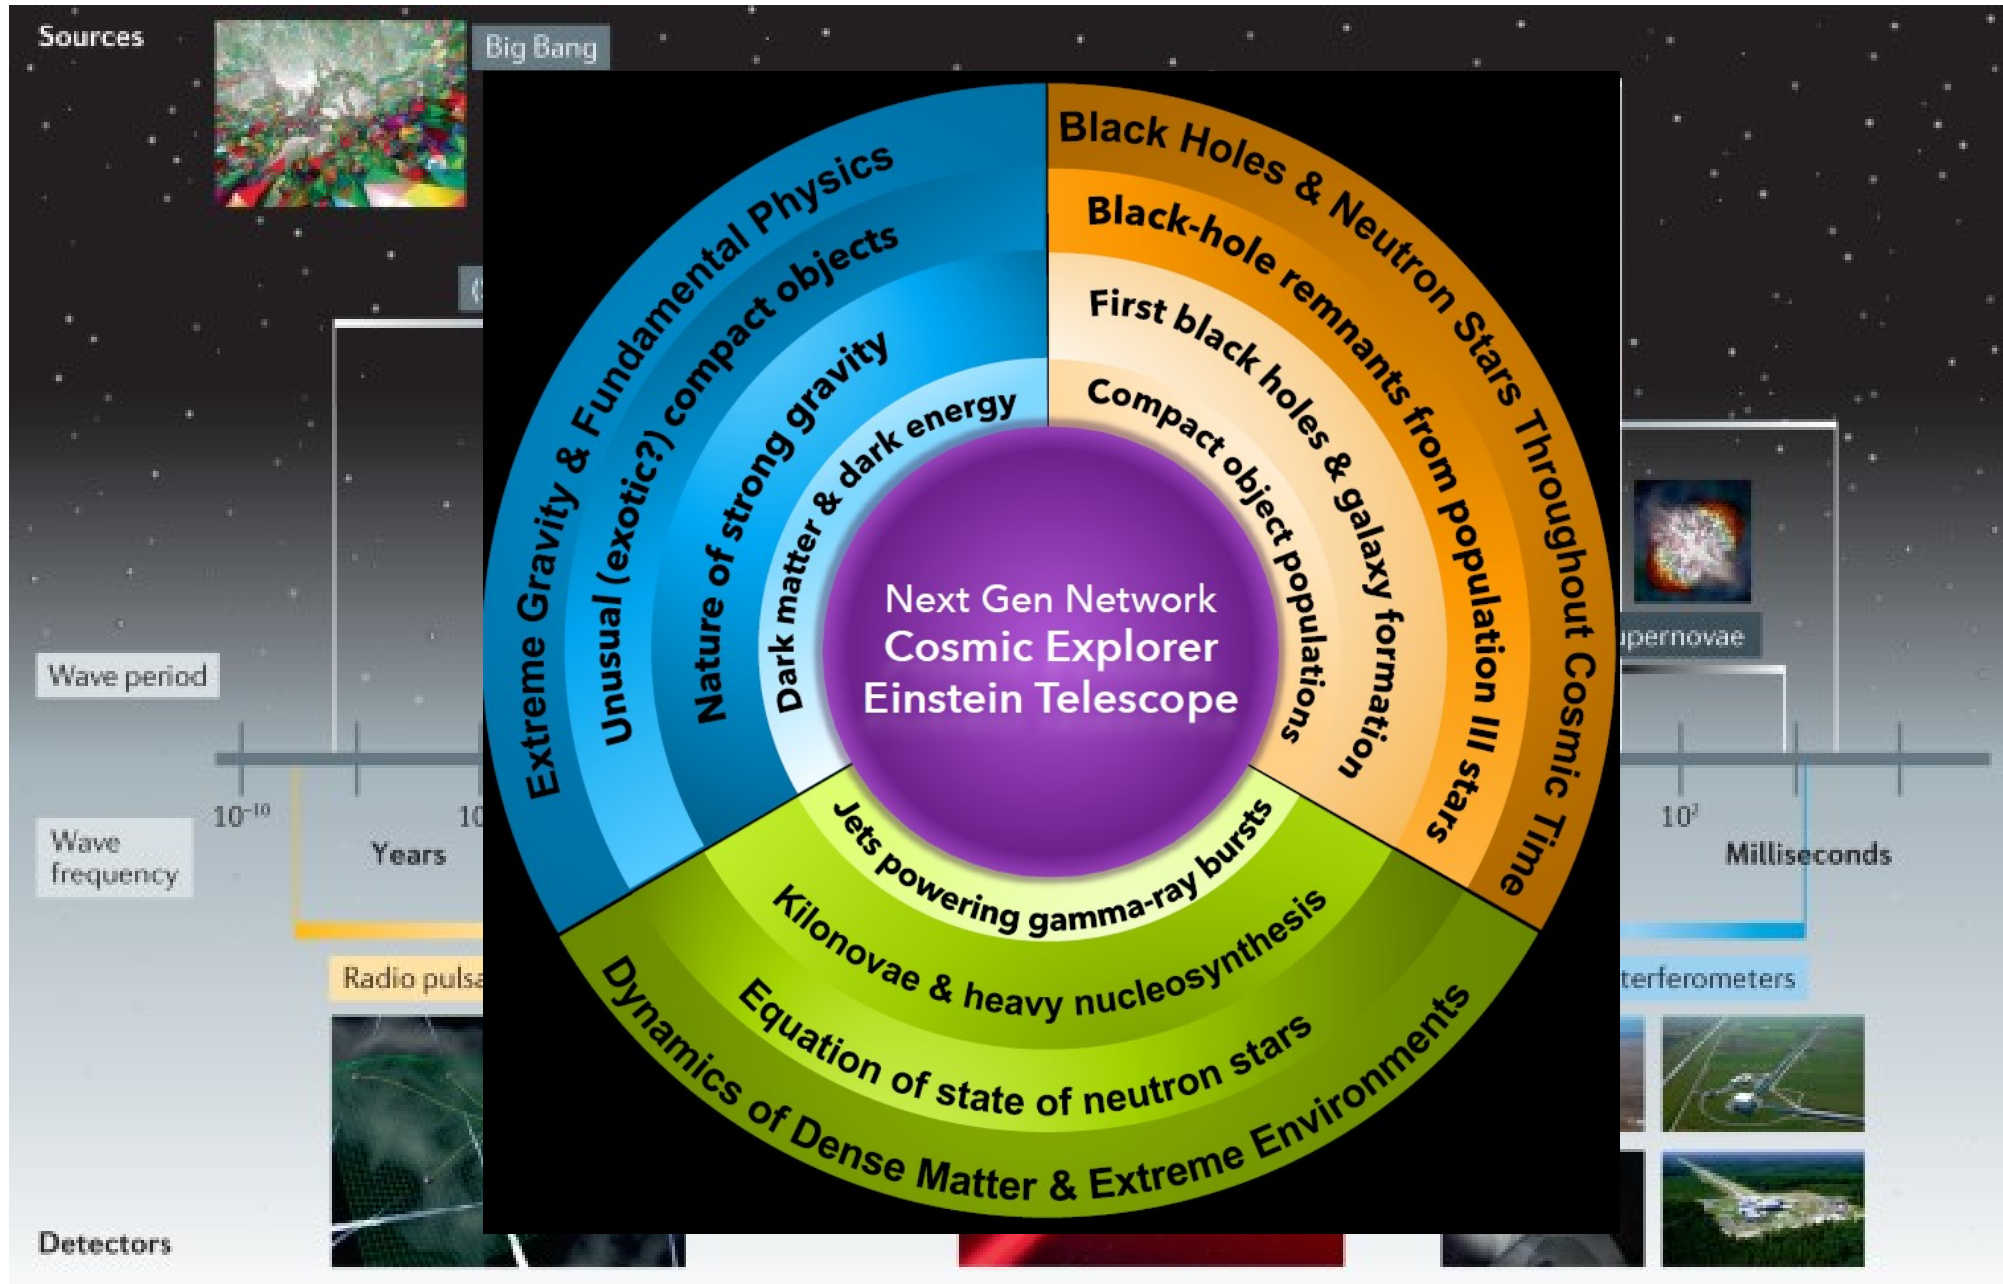 Sources
Big Bang
Extreme Gravity & Fundamental Physics
Unusual (exotic?) compact objects
Nature of strong gravity
Dark matter & dark energy
Black Holes & Neutron Stars Throughout Cosmic Time
Black-hole remnants from population III stars
First black holes & galaxy formation
Compact object populations
Next Gen Network
Cosmic Explorer
Einstein Telescope
Jets powering gamma-ray bursts
Kilonovae & heavy nucleosynthesis
Equation of state of neutron stars
Dynamics of Dense Matter & Extreme Environments
upernovae
Wave period
10⁻¹⁰
10
10²
Wave
frequency
Years
Milliseconds
Radio pulsa
terferometers
Detectors